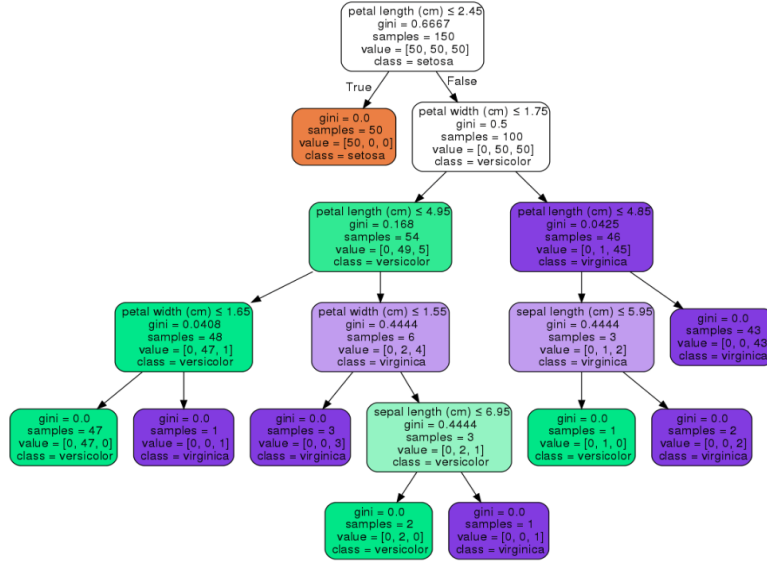 petal length (cm) ≤ 2.45
gini = 0.6667
samples = 150
value = [50, 50, 50]
class = setosa
True
False
gini = 0.0
samples = 50
value = [50, 0, 0]
class = setosa
petal width (cm) ≤ 1.75
gini = 0.5
samples = 100
value = [0, 50, 50]
class = versicolor
petal length (cm) ≤ 4.95
gini = 0.168
samples = 54
value = [0, 49, 5]
class = versicolor
petal length (cm) ≤ 4.85
gini = 0.0425
samples = 46
value = [0, 1, 45]
class = virginica
petal width (cm) ≤ 1.65
gini = 0.0408
samples = 48
value = [0, 47, 1]
class = versicolor
petal width (cm) ≤ 1.55
gini = 0.4444
samples = 6
value = [0, 2, 4]
class = virginica
sepal length (cm) ≤ 5.95
gini = 0.4444
samples = 3
value = [0, 1, 2]
class = virginica
gini = 0.0
samples = 43
value = [0, 0, 43]
class = virginica
gini = 0.0
samples = 47
value = [0, 47, 0]
class = versicolor
gini = 0.0
samples = 1
value = [0, 0, 1]
class = virginica
gini = 0.0
samples = 3
value = [0, 0, 3]
class = virginica
sepal length (cm) ≤ 6.95
gini = 0.4444
samples = 3
value = [0, 2, 1]
class = versicolor
gini = 0.0
samples = 1
value = [0, 1, 0]
class = versicolor
gini = 0.0
samples = 2
value = [0, 0, 2]
class = virginica
gini = 0.0
samples = 2
value = [0, 2, 0]
class = versicolor
gini = 0.0
samples = 1
value = [0, 0, 1]
class = virginica